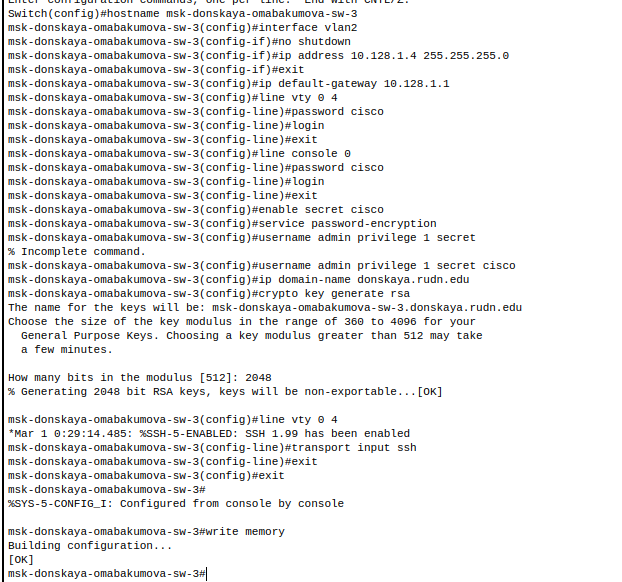 Enter configuration commands, one per line. End with CNTL/Z.
Switch(config)#hostname msk-donskaya-omabakumova-sw-3
msk-donskaya-omabakumova-sw-3(config)#interface vlan2
msk-donskaya-omabakumova-sw-3(config-if)#no shutdown
msk-donskaya-omabakumova-sw-3(config-if)#ip address 10.128.1.4 255.255.255.0
msk-donskaya-omabakumova-sw-3(config-if)#exit
msk-donskaya-omabakumova-sw-3(config)#ip default-gateway 10.128.1.1
msk-donskaya-omabakumova-sw-3(config)#line vty 0 4
msk-donskaya-omabakumova-sw-3(config-line)#password cisco
msk-donskaya-omabakumova-sw-3(config-line)#login
msk-donskaya-omabakumova-sw-3(config-line)#exit
msk-donskaya-omabakumova-sw-3(config)#line console 0
msk-donskaya-omabakumova-sw-3(config-line)#password cisco
msk-donskaya-omabakumova-sw-3(config-line)#login
msk-donskaya-omabakumova-sw-3(config-line)#exit
msk-donskaya-omabakumova-sw-3(config)#enable secret cisco
msk-donskaya-omabakumova-sw-3(config)#service password-encryption
msk-donskaya-omabakumova-sw-3(config)#username admin privilege 1 secret
% Incomplete command.
msk-donskaya-omabakumova-sw-3(config)#username admin privilege 1 secret cisco
msk-donskaya-omabakumova-sw-3(config)#ip domain-name donskaya.rudn.edu
msk-donskaya-omabakumova-sw-3(config)#crypto key generate rsa
The name for the keys will be: msk-donskaya-omabakumova-sw-3.donskaya.rudn.edu
Choose the size of the key modulus in the range of 360 to 4096 for your
General Purpose Keys. Choosing a key modulus greater than 512 may take
a few minutes.
How many bits in the modulus [512]: 2048
% Generating 2048 bit RSA keys, keys will be non-exportable...[OK]
msk-donskaya-omabakumova-sw-3(config)#line vty 0 4
*Mar 1 0:29:14.485: %SSH-5-ENABLED: SSH 1.99 has been enabled
msk-donskaya-omabakumova-sw-3(config-line)#transport input ssh
msk-donskaya-omabakumova-sw-3(config-line)#exit
msk-donskaya-omabakumova-sw-3(config)#exit
msk-donskaya-omabakumova-sw-3#
%SYS-5-CONFIG_I: Configured from console by console
msk-donskaya-omabakumova-sw-3#write memory
Building configuration...
[OK]
msk-donskaya-omabakumova-sw-3#